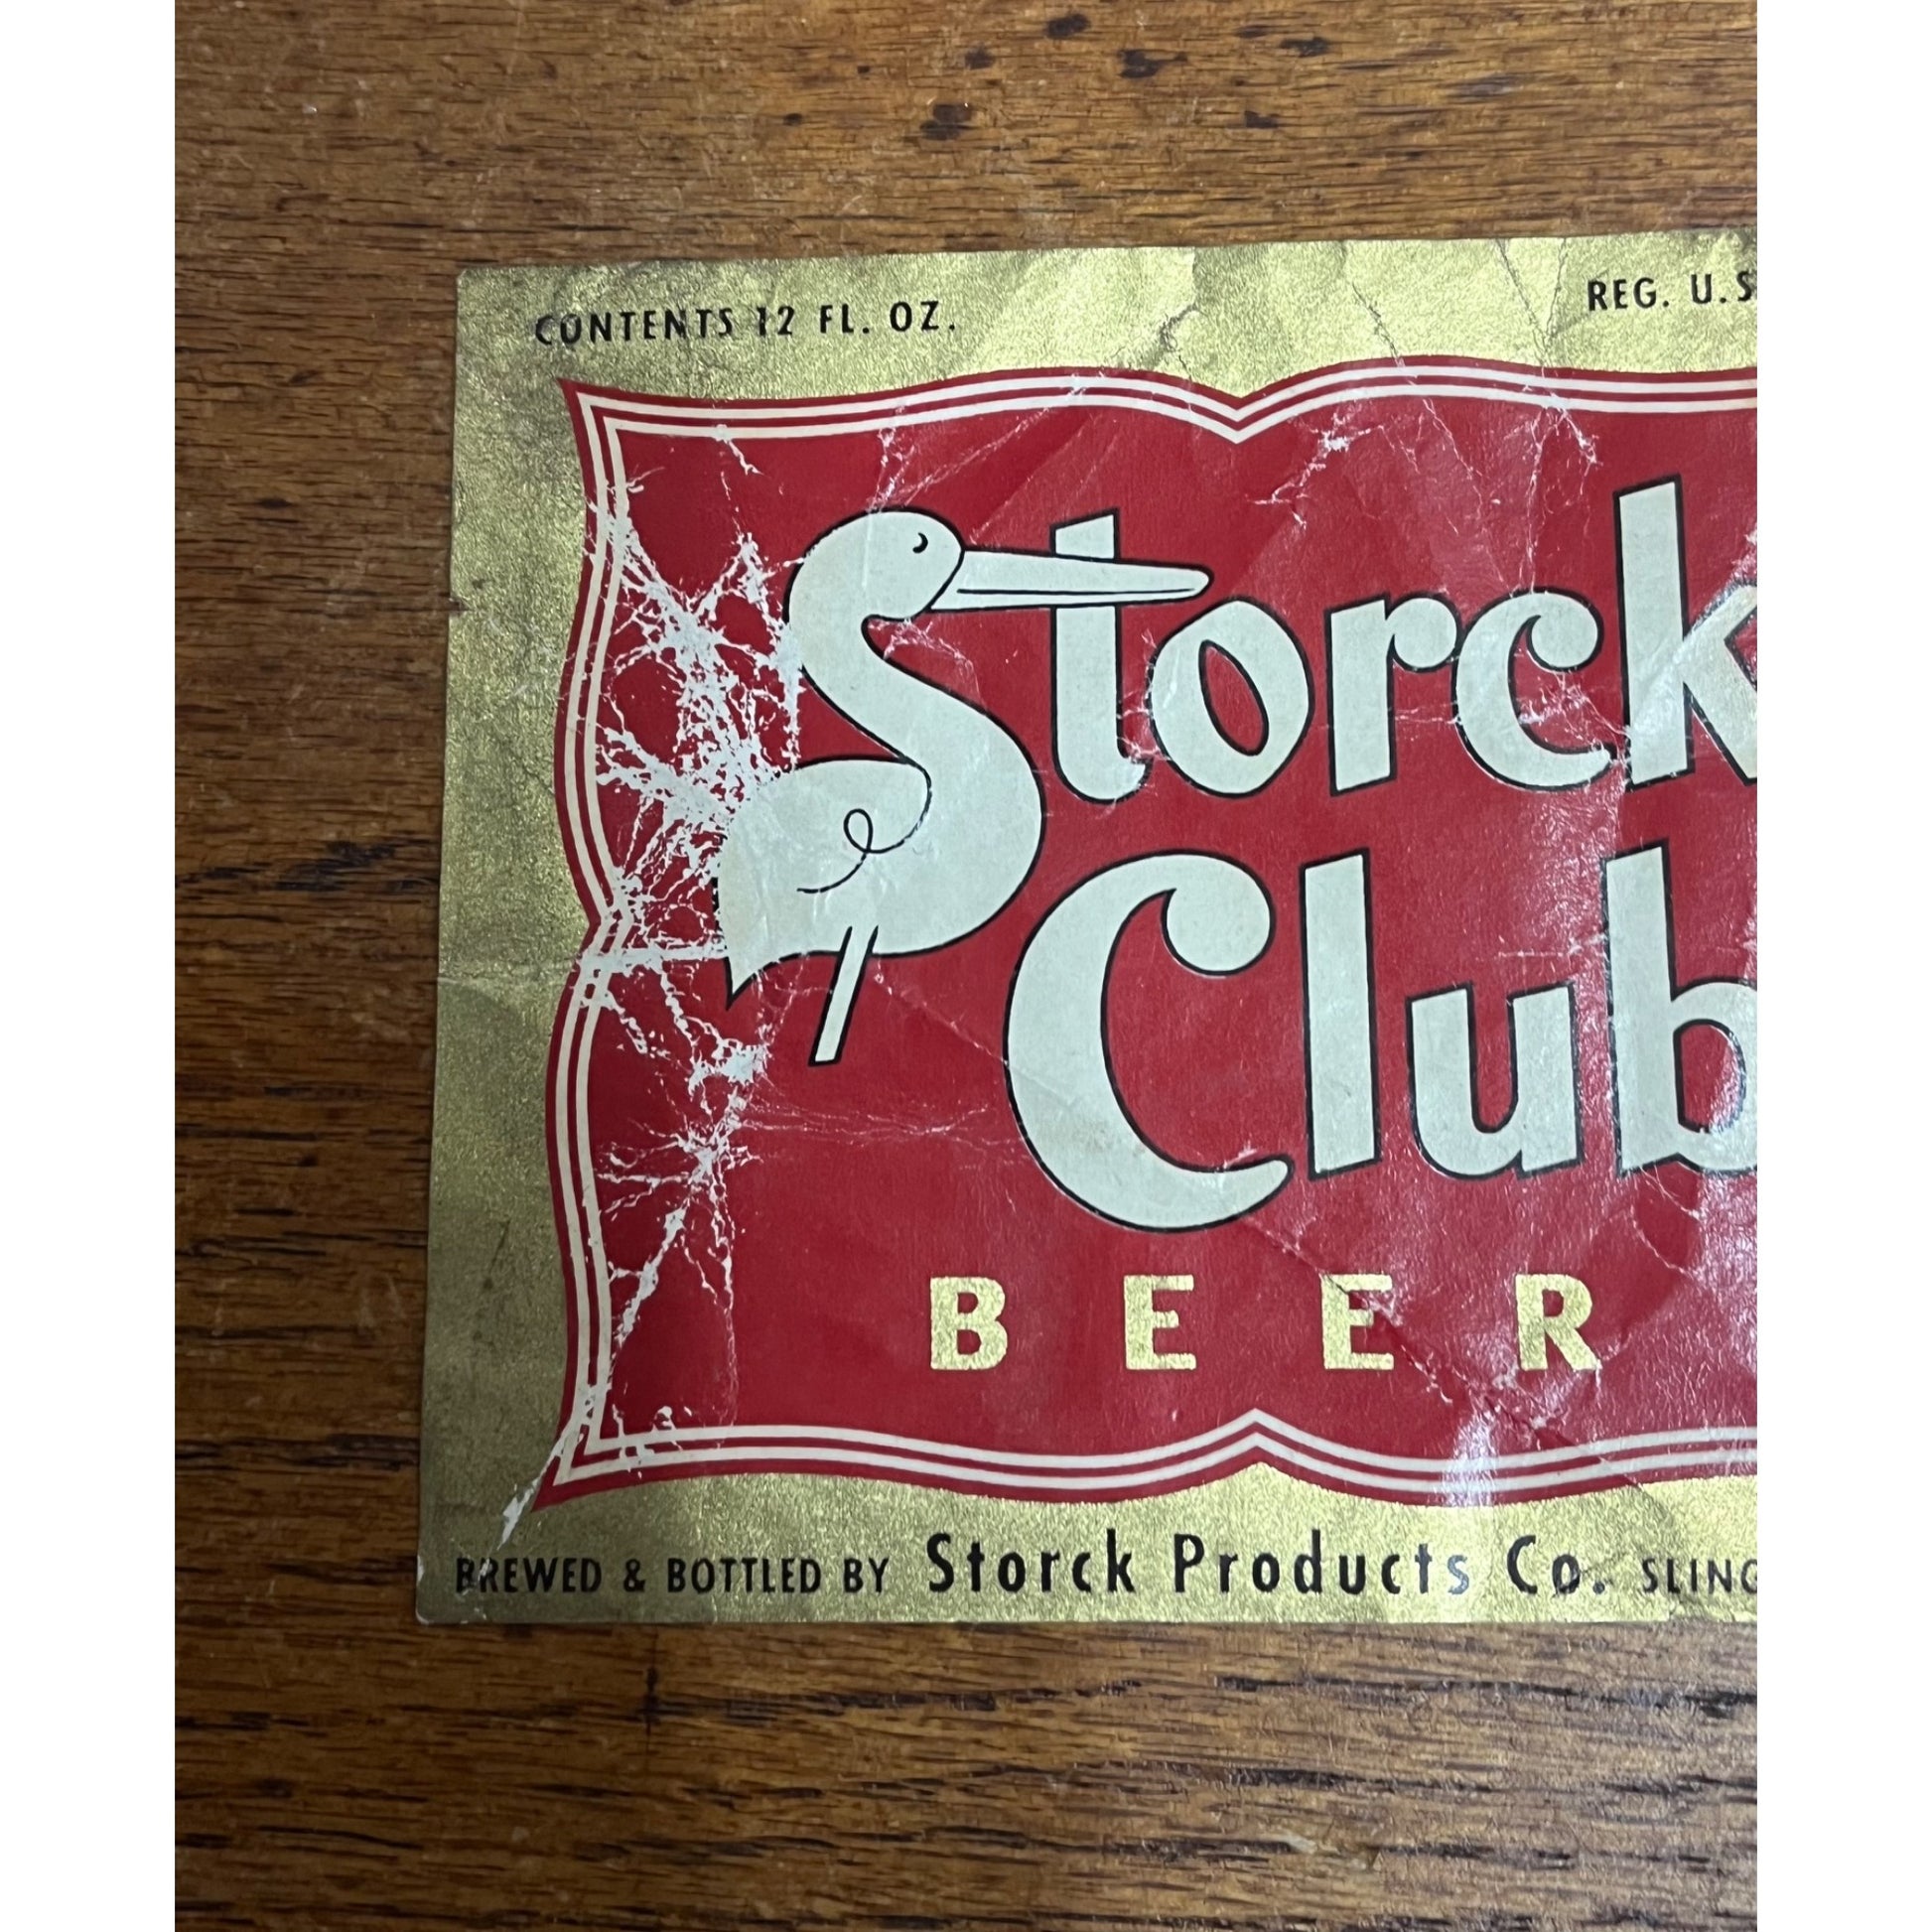 CONTENTS 12 FL. OZ. REG. U.S
Storck
Club
BEER
BREWED & BOTTLED BY Storck Products Co. SLING